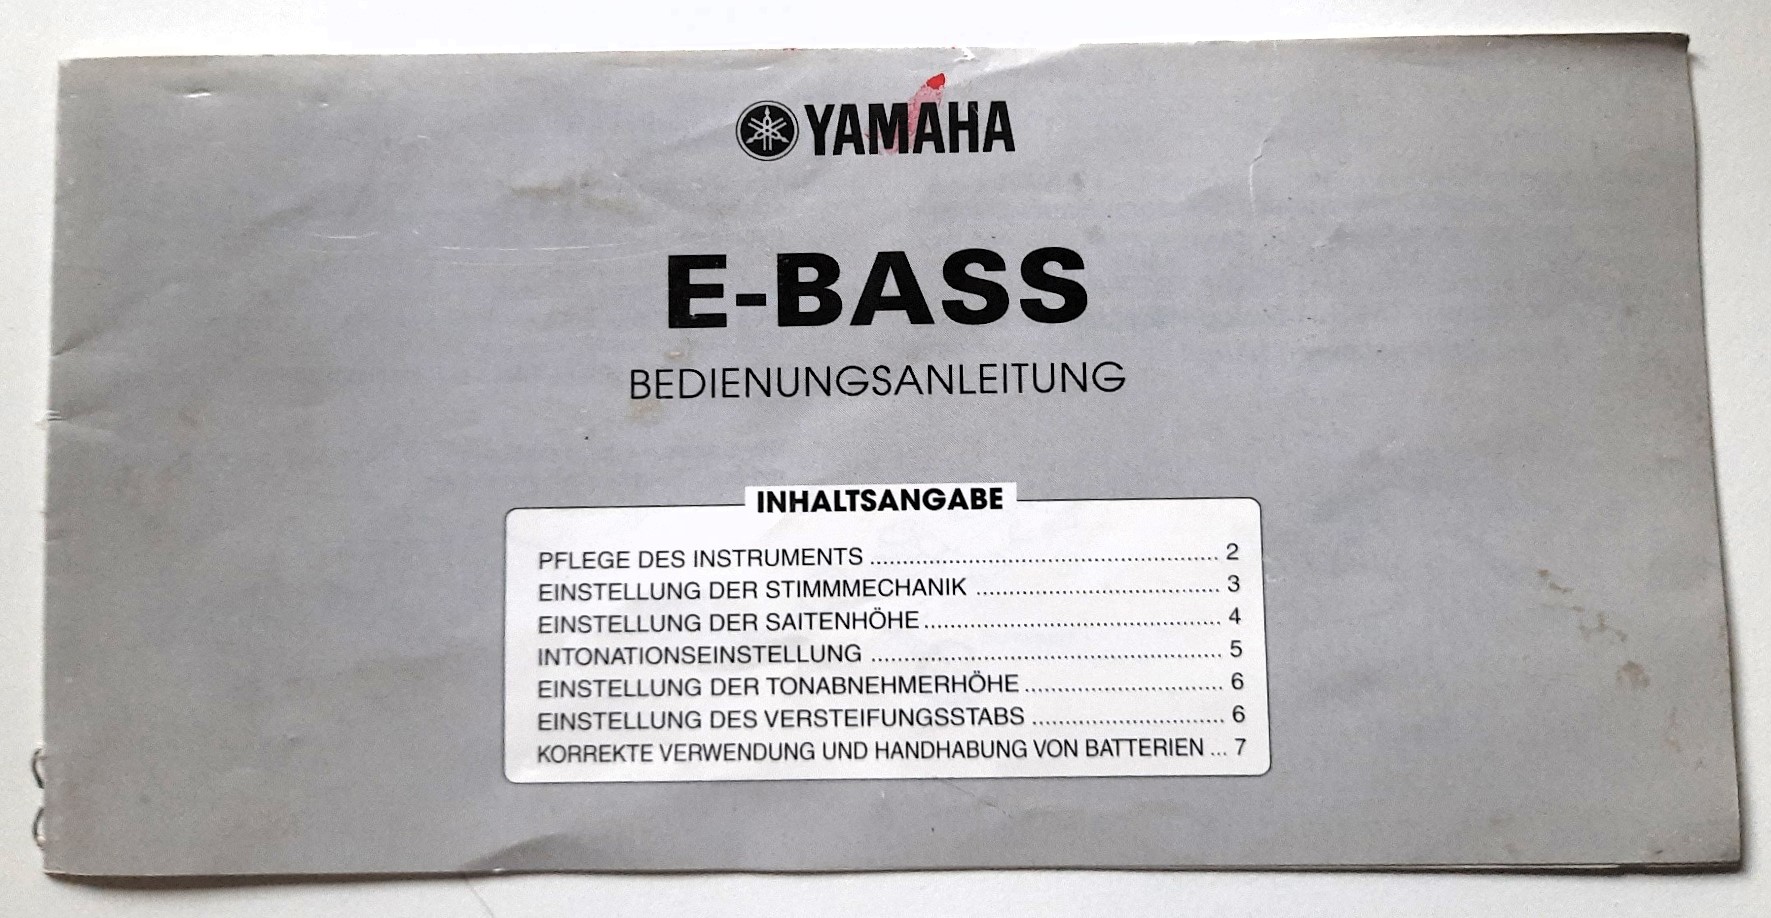 YAMAHA
E-BASS
BEDIENUNGSANLEITUNG
INHALTSANGABE
PFLEGE DES INSTRUMENTS ..................................................... 2
EINSTELLUNG DER STIMMMECHANIK ..................................... 3
EINSTELLUNG DER SAITENHÖHE ............................................. 4
INTONATIONSEINSTELLUNG ..................................................... 5
EINSTELLUNG DER TONABNEHMERHÖHE .............................. 6
EINSTELLUNG DES VERSTEIFUNGSSTABS ............................. 6
KORREKTE VERWENDUNG UND HANDHABUNG VON BATTERIEN ... 7